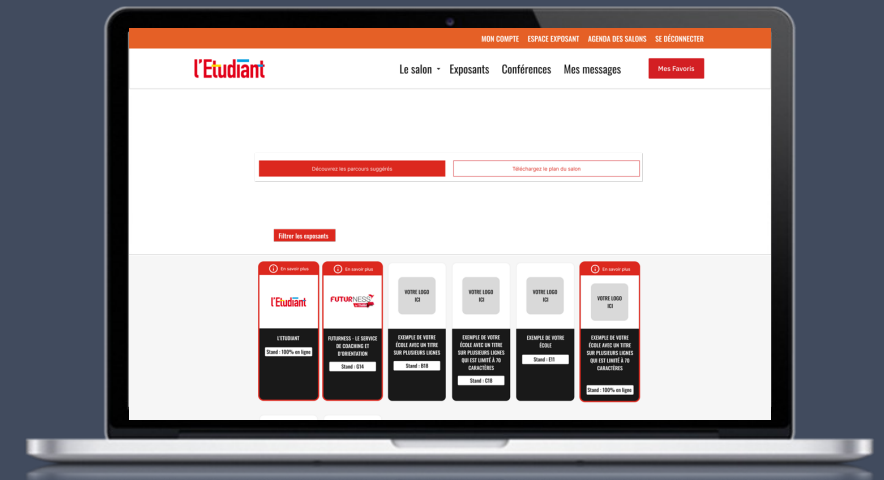 MON COMPTE ESPACE EXPOSANT AGENDA DES SALONS SE DÉCONNECTER
l'Etudiant
Le salon Exposants Conférences Mes messages Mes Favoris
Découvrez les parcours suggérés Téléchargez le plan du salon
Filtrer les exposants
En savoir plus
l'Etudiant
L'ETUDIANT
Stand : 100% en ligne
En savoir plus
FUTURNESS
FUTURNESS - LE SERVICE
DE COACHING ET
D'ORIENTATION
Stand : G14
VOTRE LOGO
ICI
EXEMPLE DE VOTRE
ÉCOLE AVEC UN TITRE
SUR PLUSIEURS LIGNES
Stand : B18
VOTRE LOGO
ICI
EXEMPLE DE VOTRE
ÉCOLE AVEC UN TITRE
SUR PLUSIEURS LIGNES
QUI EST LIMITÉ À 70
CARACTÈRES
Stand : C18
VOTRE LOGO
ICI
EXEMPLE DE VOTRE
ÉCOLE
Stand : E11
En savoir plus
VOTRE LOGO
ICI
EXEMPLE DE VOTRE
ÉCOLE AVEC UN TITRE
SUR PLUSIEURS LIGNES
QUI EST LIMITÉ À 70
CARACTÈRES
Stand : 100% en ligne